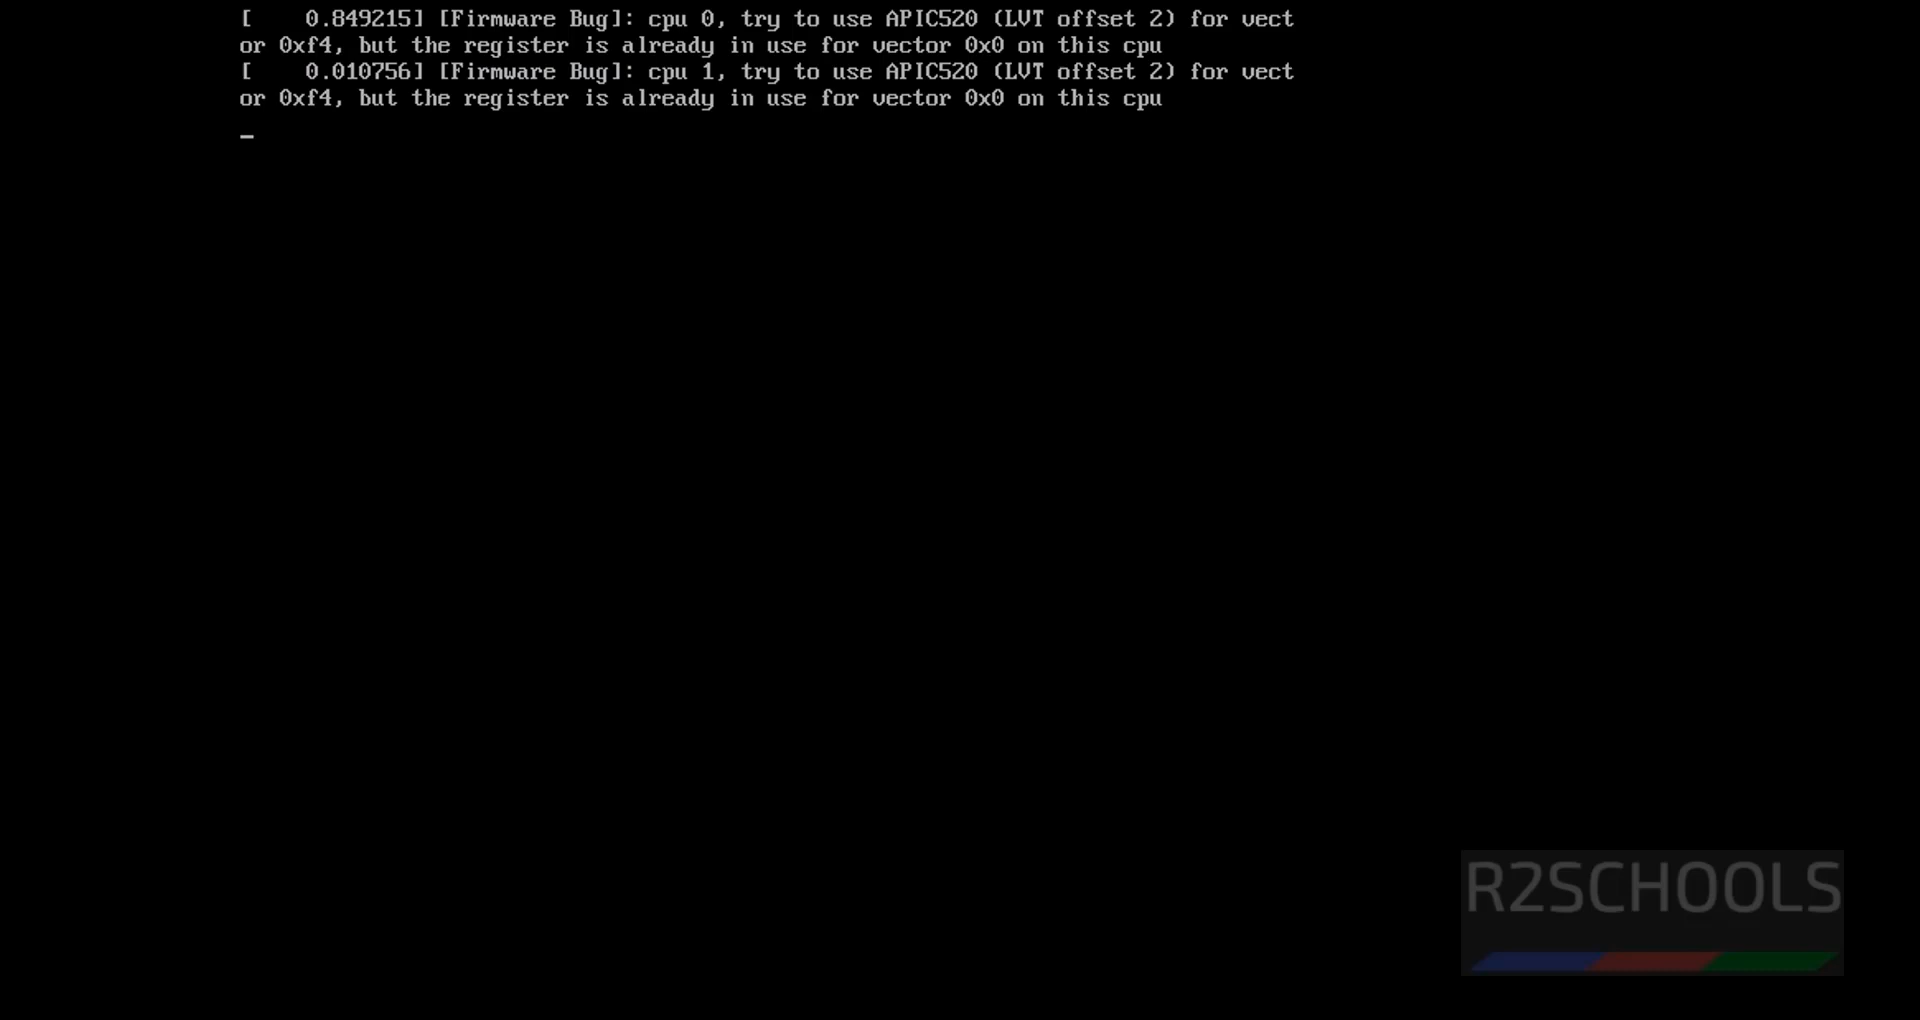 [    0.849215] [Firmware Bug]: cpu 0, try to use APIC520 (LVT offset 2) for vect
or 0xf4, but the register is already in use for vector 0x0 on this cpu
[    0.010756] [Firmware Bug]: cpu 1, try to use APIC520 (LVT offset 2) for vect
or 0xf4, but the register is already in use for vector 0x0 on this cpu
_
R2SCHOOLS